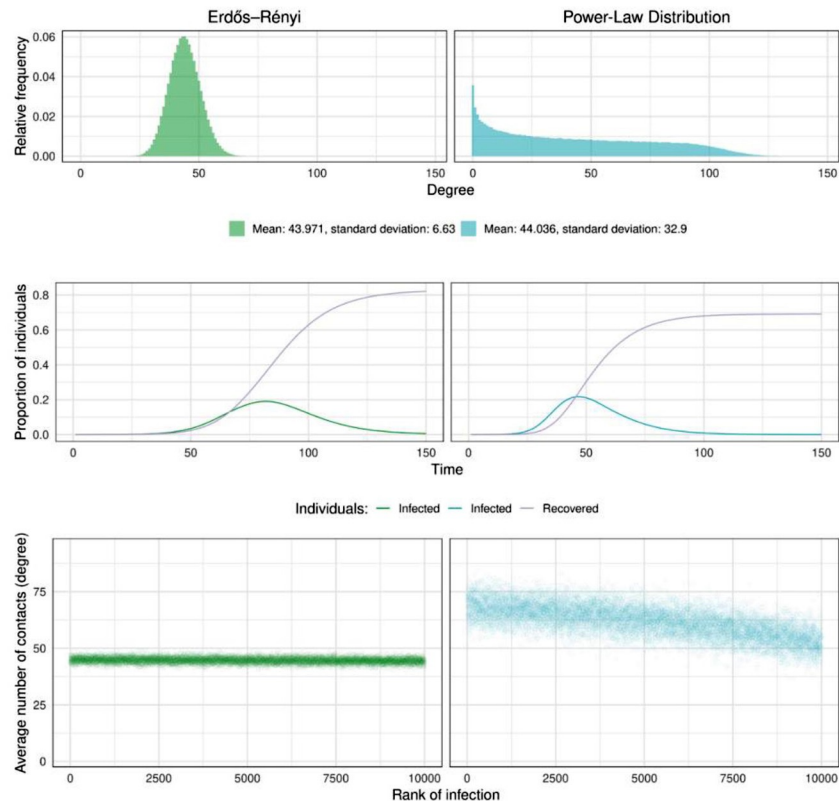 Erdős–Rényi
Power-Law Distribution
Relative frequency
0.06
0.04
0.02
0.00
0 50 100 150
0 50 100 150
Degree
Mean: 43.971, standard deviation: 6.63
Mean: 44.036, standard deviation: 32.9
Proportion of individuals
0.8
0.6
0.4
0.2
0.0
0 50 100 150
0 50 100 150
Time
Individuals: Infected Infected Recovered
Average number of contacts (degree)
75
50
25
0
0 2500 5000 7500 10000
0 2500 5000 7500 10000
Rank of infection